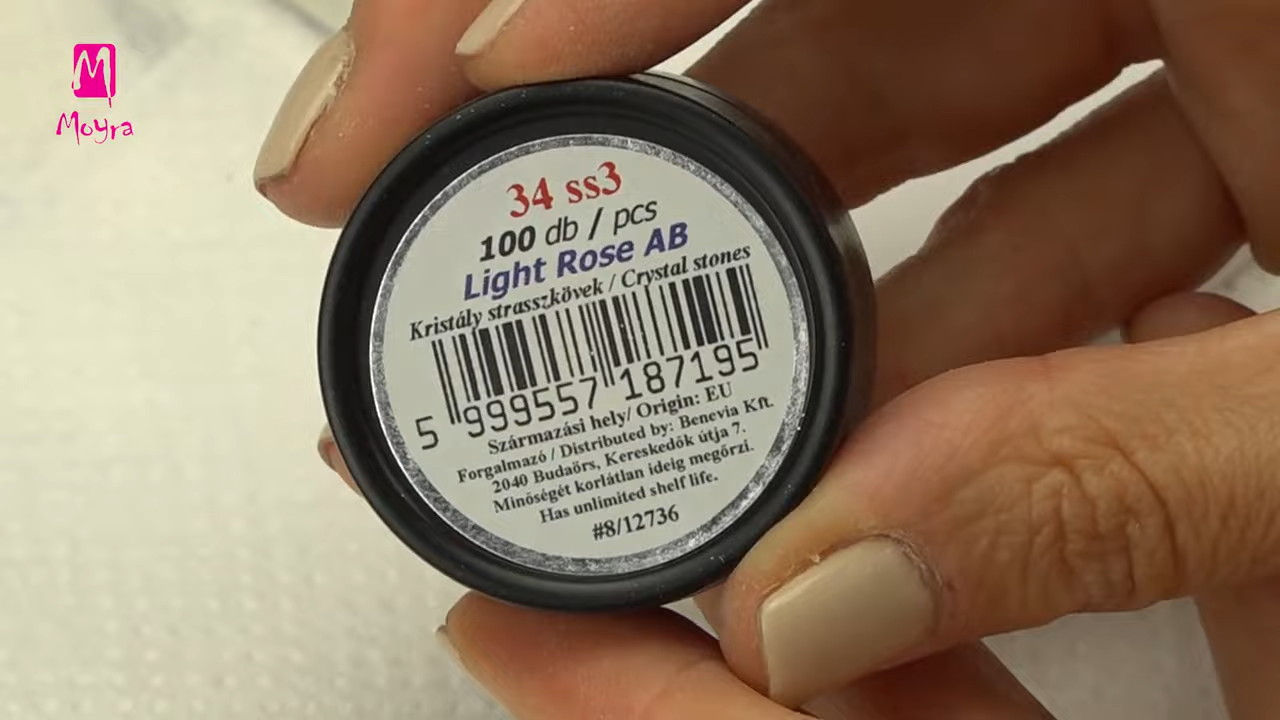 M
Moyra
34 ss3
100 db / pcs
Light Rose AB
Kristály strasszkövek / Crystal stones
5 999557 187195
Származási hely/ Origin: EU
Forgalmazó / Distributed by: Benevia Kft.
2040 Budaörs, Kereskedők útja 7.
Minőségét korlátlan ideig megőrzi.
Has unlimited shelf life.
#8/12736